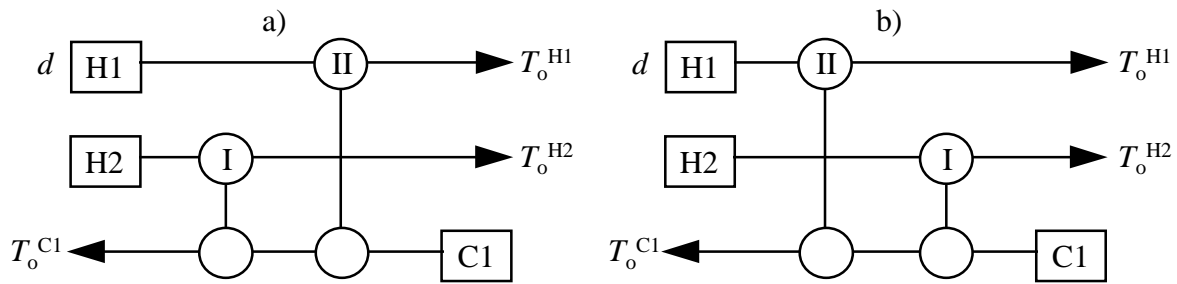 a)
d H1 II T_o^H1
H2 I T_o^H2
T_o^C1 C1
b)
d H1 II T_o^H1
H2 I T_o^H2
T_o^C1 C1